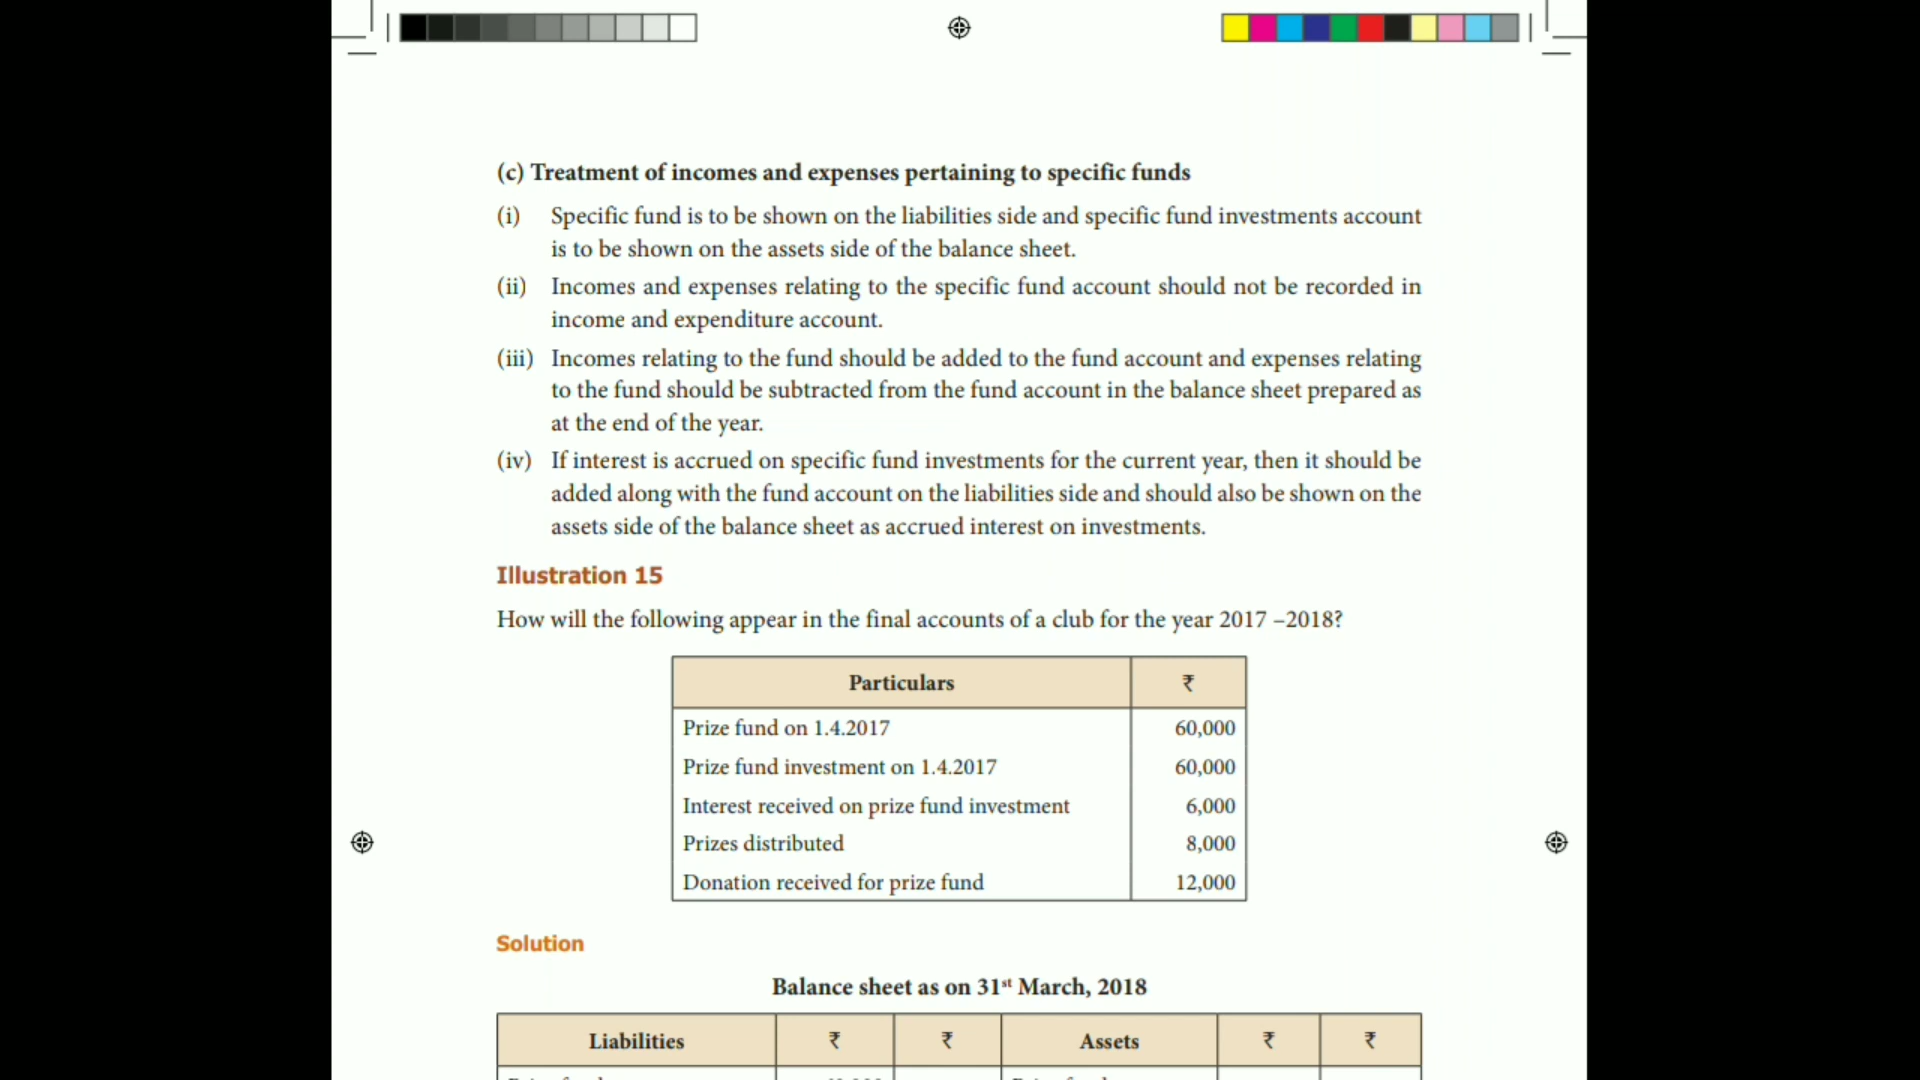 (c) Treatment of incomes and expenses pertaining to specific funds
(i) Specific fund is to be shown on the liabilities side and specific fund investments account
is to be shown on the assets side of the balance sheet.
(ii) Incomes and expenses relating to the specific fund account should not be recorded in
income and expenditure account.
(iii) Incomes relating to the fund should be added to the fund account and expenses relating
to the fund should be subtracted from the fund account in the balance sheet prepared as
at the end of the year.
(iv) If interest is accrued on specific fund investments for the current year, then it should be
added along with the fund account on the liabilities side and should also be shown on the
assets side of the balance sheet as accrued interest on investments.
Illustration 15
How will the following appear in the final accounts of a club for the year 2017 –2018?
Particulars ₹
Prize fund on 1.4.2017 60,000
Prize fund investment on 1.4.2017 60,000
Interest received on prize fund investment 6,000
Prizes distributed 8,000
Donation received for prize fund 12,000
Solution
Balance sheet as on 31st March, 2018
Liabilities ₹ ₹ Assets ₹ ₹